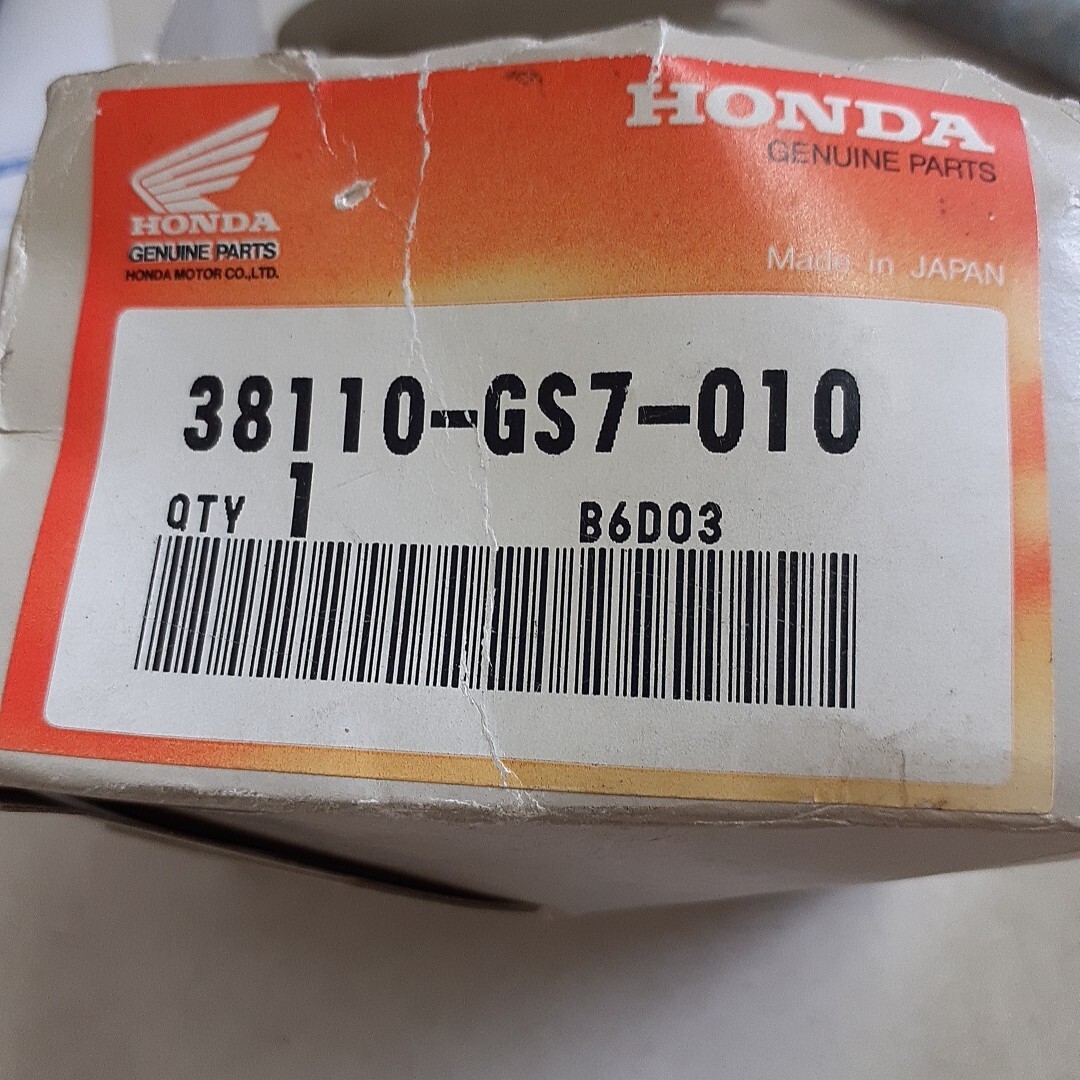 HONDA
GENUINE PARTS
Made in JAPAN
HONDA
GENUINE PARTS
HONDA MOTOR CO.,LTD.
38110-GS7-010
QTY 1 B6D03